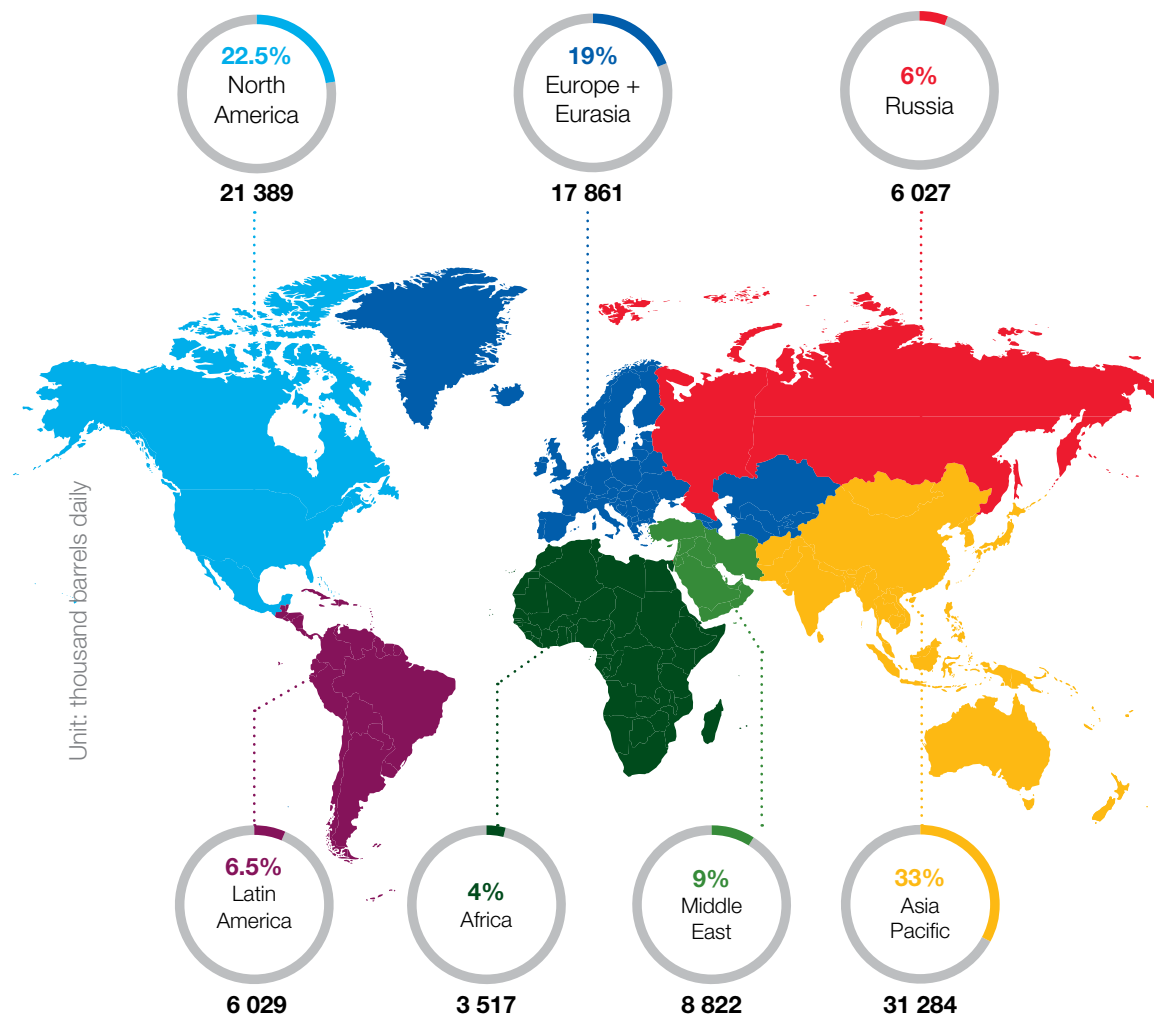 22.5%
North
America
21 389
19%
Europe +
Eurasia
17 861
6%
Russia
6 027
Unit: thousand barrels daily
6.5%
Latin
America
6 029
4%
Africa
3 517
9%
Middle
East
8 822
33%
Asia
Pacific
31 284